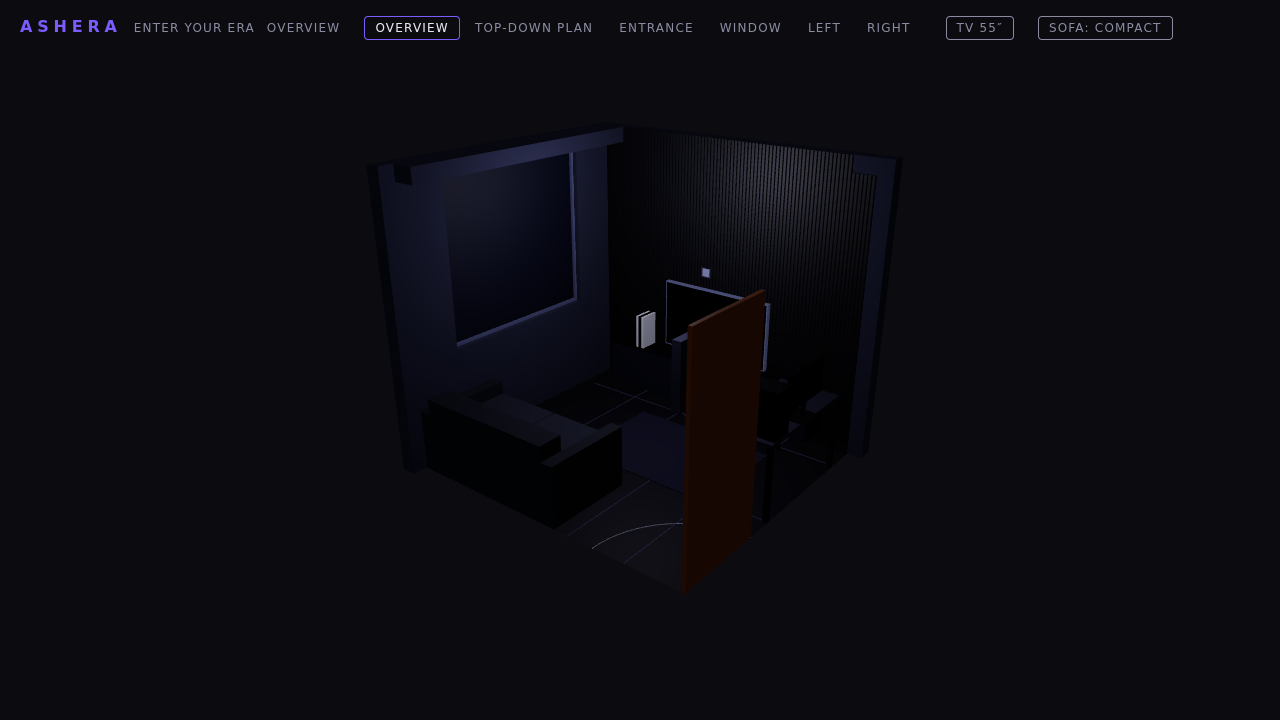 ASHERA ENTER YOUR ERA OVERVIEW OVERVIEW TOP-DOWN PLAN ENTRANCE WINDOW LEFT RIGHT TV 55″ SOFA: COMPACT